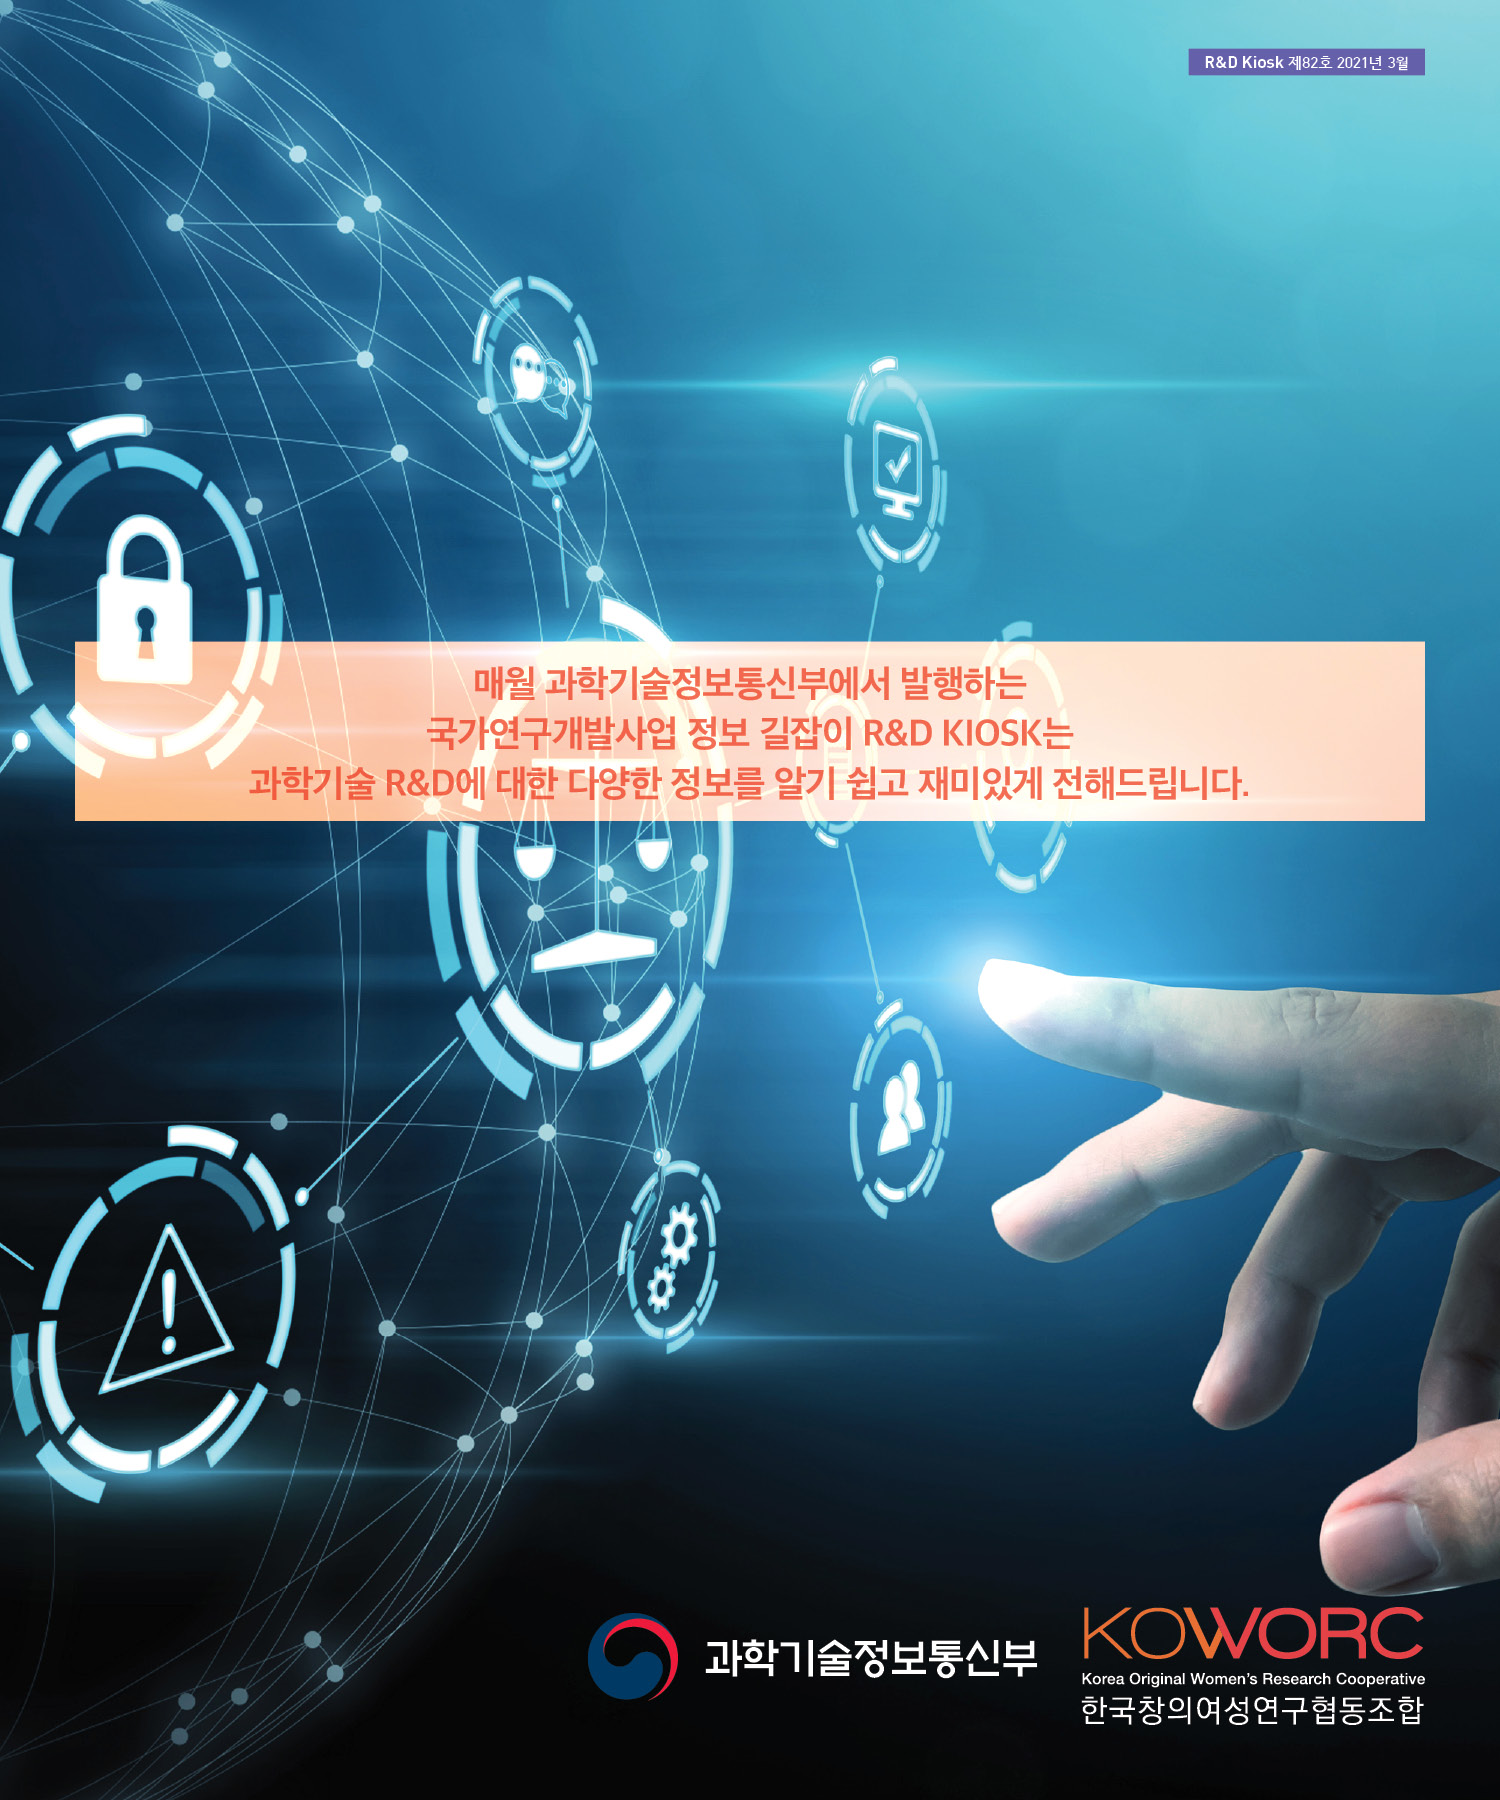 R&D Kiosk 제82호 2021년 3월
매월 과학기술정보통신부에서 발행하는
국가연구개발사업 정보 길잡이 R&D KIOSK는
과학기술 R&D에 대한 다양한 정보를 알기 쉽고 재미있게 전해드립니다.
과학기술정보통신부
KOWORC
Korea Original Women's Research Cooperative
한국창의여성연구협동조합